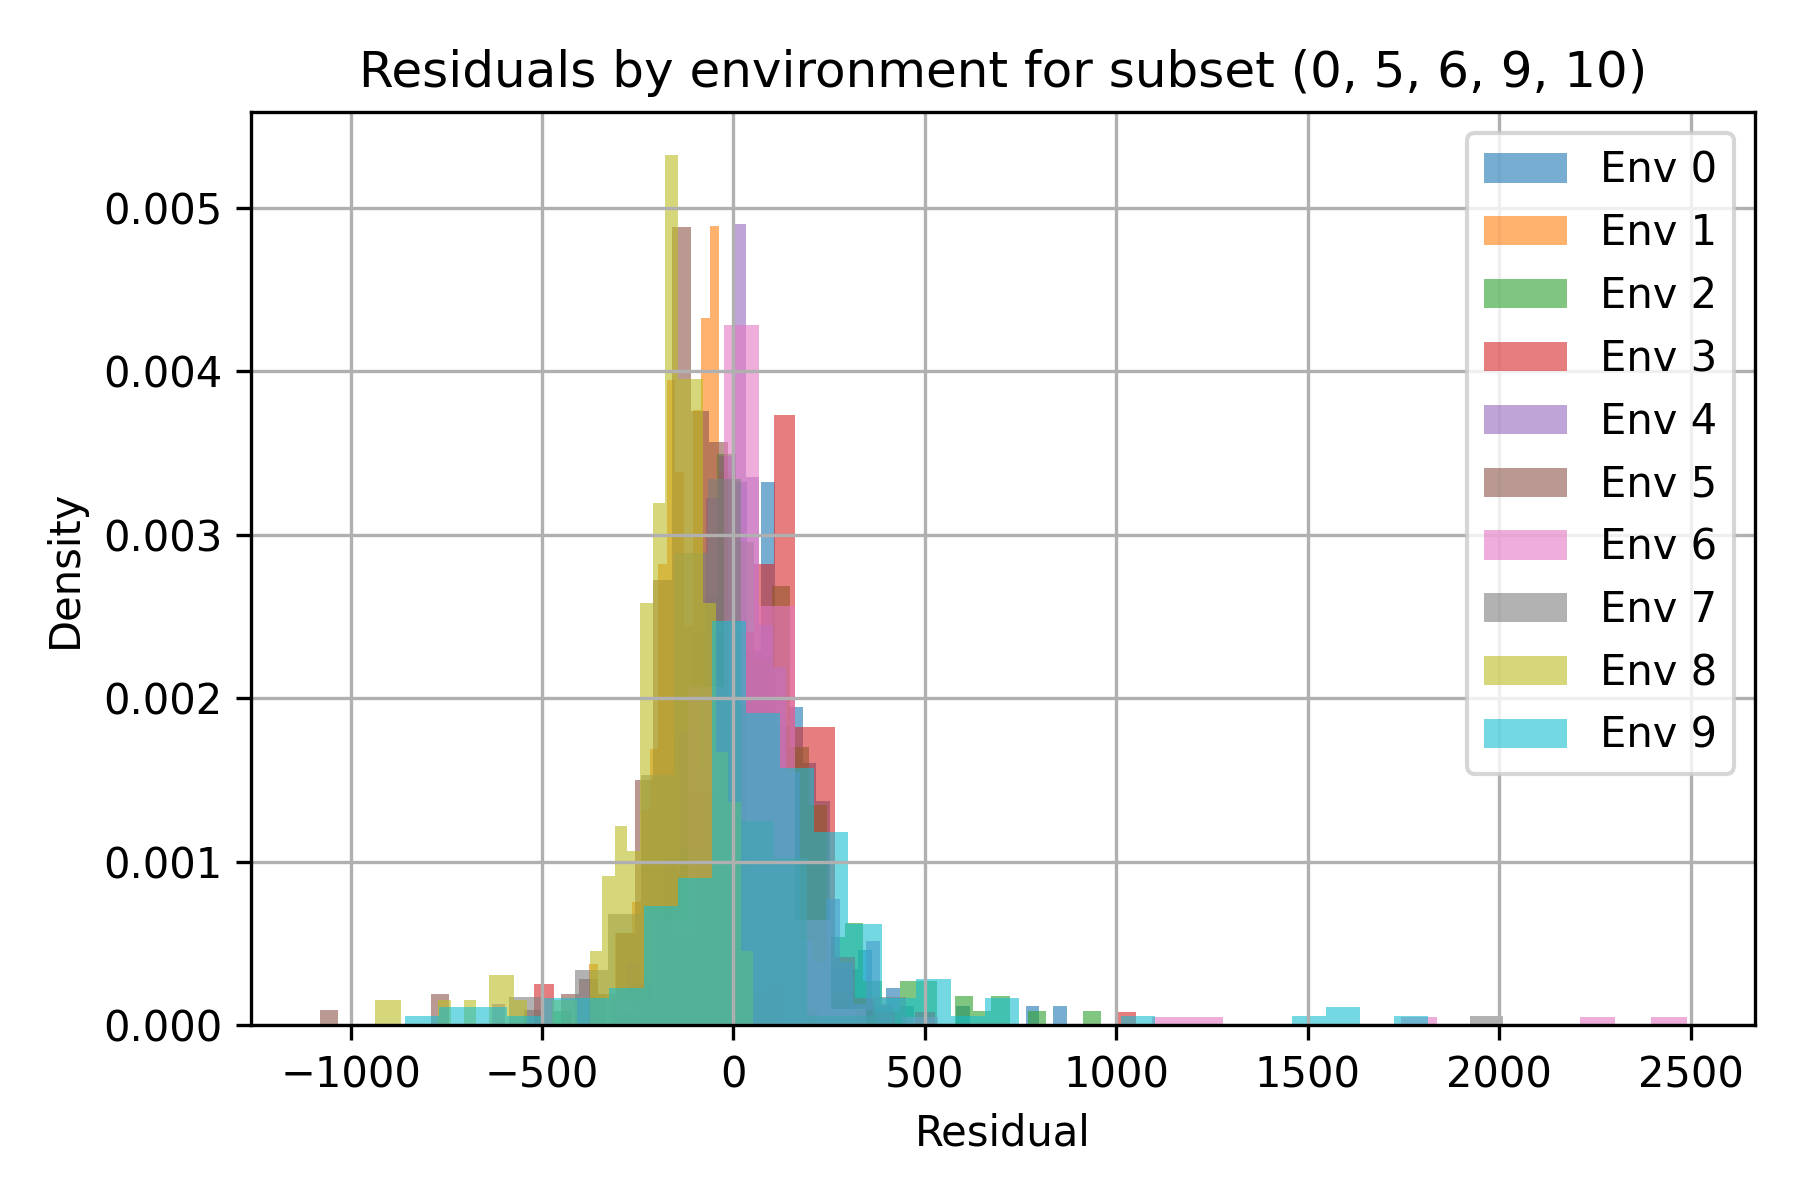 Residuals by environment for subset (0, 5, 6, 9, 10)
Density
0.005
0.004
0.003
0.002
0.001
0.000
−1000
−500
0
500
1000
1500
2000
2500
Residual
Env 0
Env 1
Env 2
Env 3
Env 4
Env 5
Env 6
Env 7
Env 8
Env 9